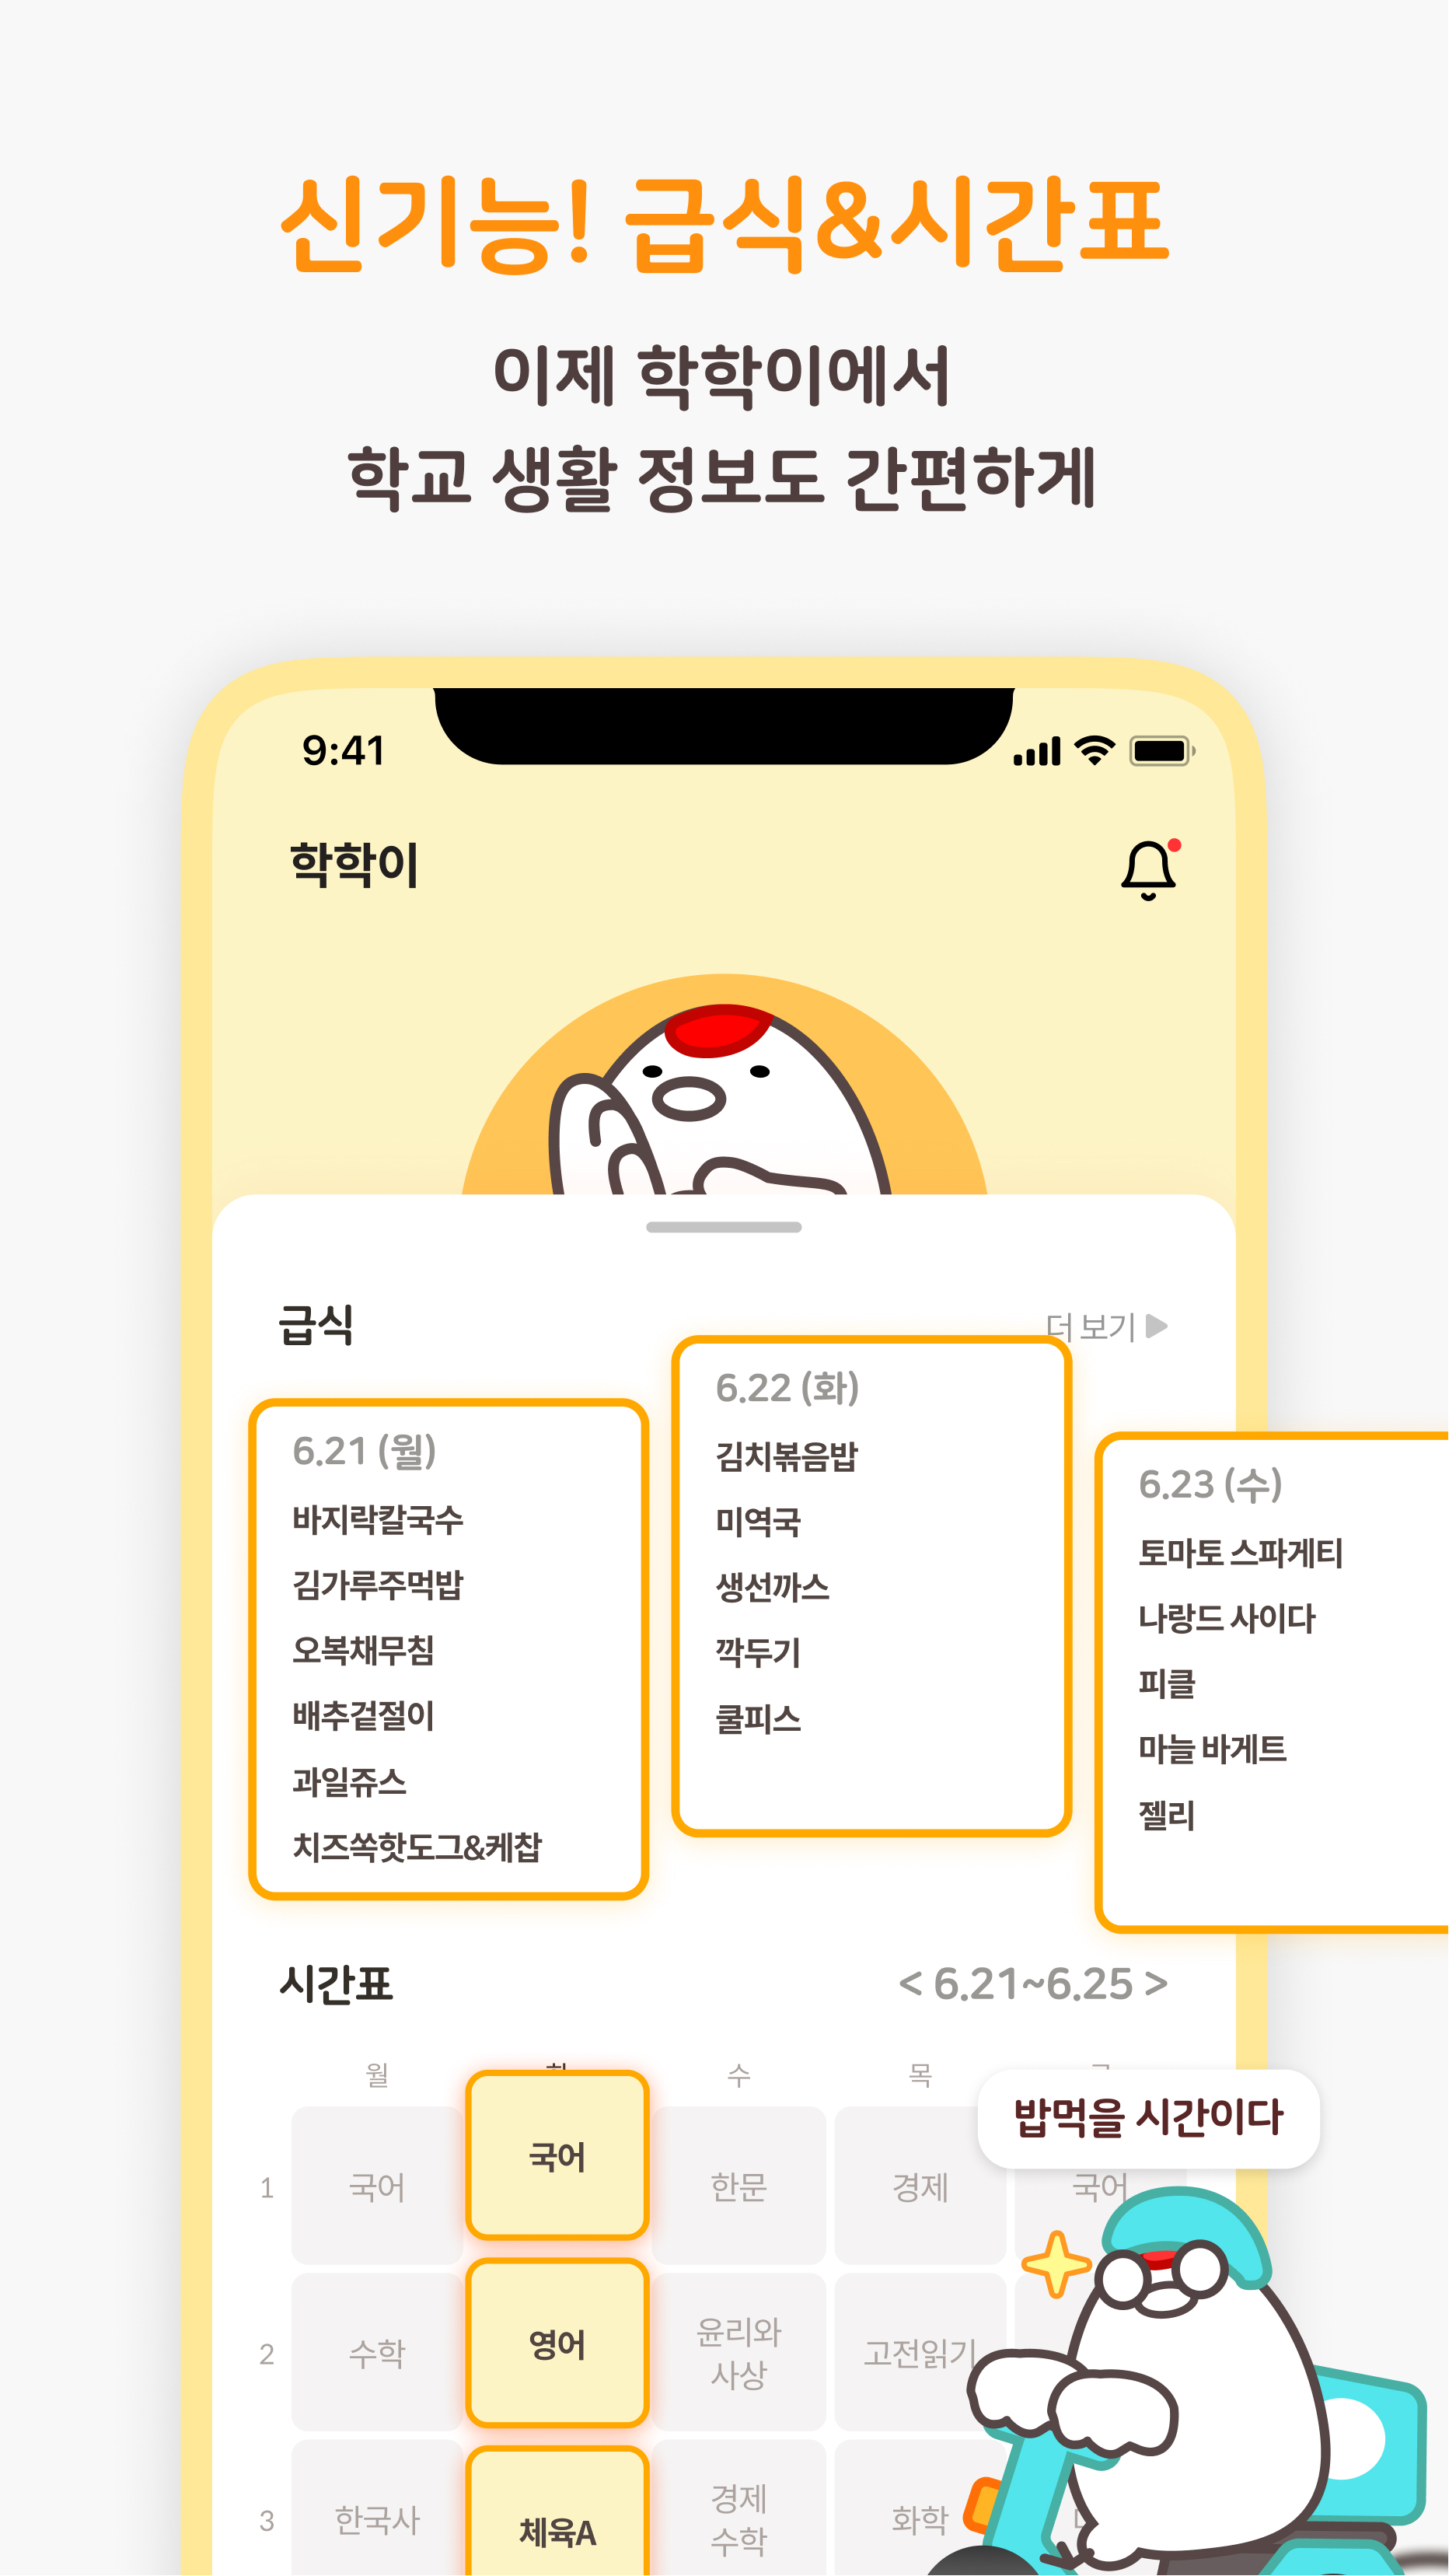 신기능! 급식&시간표
이제 학학이에서
학교 생활 정보도 간편하게
9:41
학학이
급식
더 보기
6.21 (월)
바지락칼국수
김가루주먹밥
오복채무침
배추겉절이
과일쥬스
치즈쏙핫도그&케찹
6.22 (화)
김치볶음밥
미역국
생선까스
깍두기
쿨피스
6.23 (수)
토마토 스파게티
나랑드 사이다
피클
마늘 바게트
젤리
시간표
< 6.21~6.25 >
월 수 목
밥먹을 시간이다
1 국어 국어 한문 경제 국어
2 수학 영어 윤리와 사상 고전읽기
3 한국사 체육A 경제 수학 화학